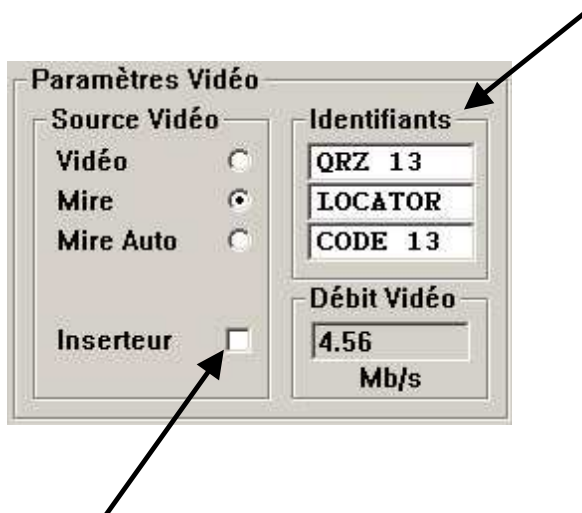 Paramètres Vidéo
Source Vidéo
Vidéo
Mire
Mire Auto
Inserteur
Identifiants
QRZ 13
LOCATOR
CODE 13
Débit Vidéo
4.56
Mb/s